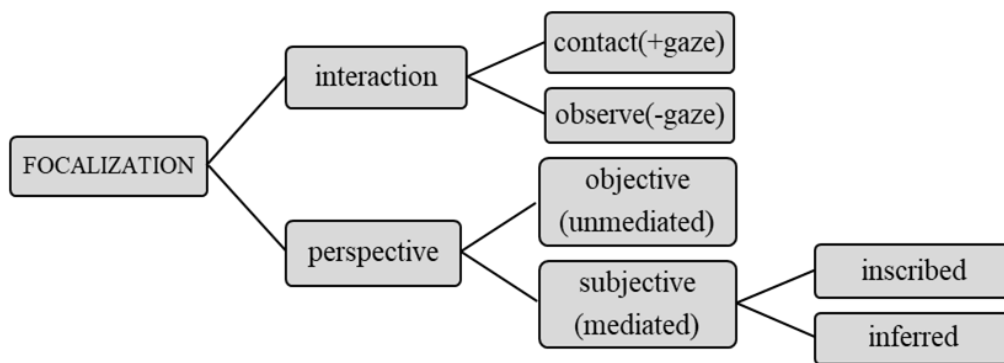 contact(+gaze)
interaction
observe(-gaze)
FOCALIZATION
objective
(unmediated)
perspective
subjective
(mediated)
inscribed
inferred